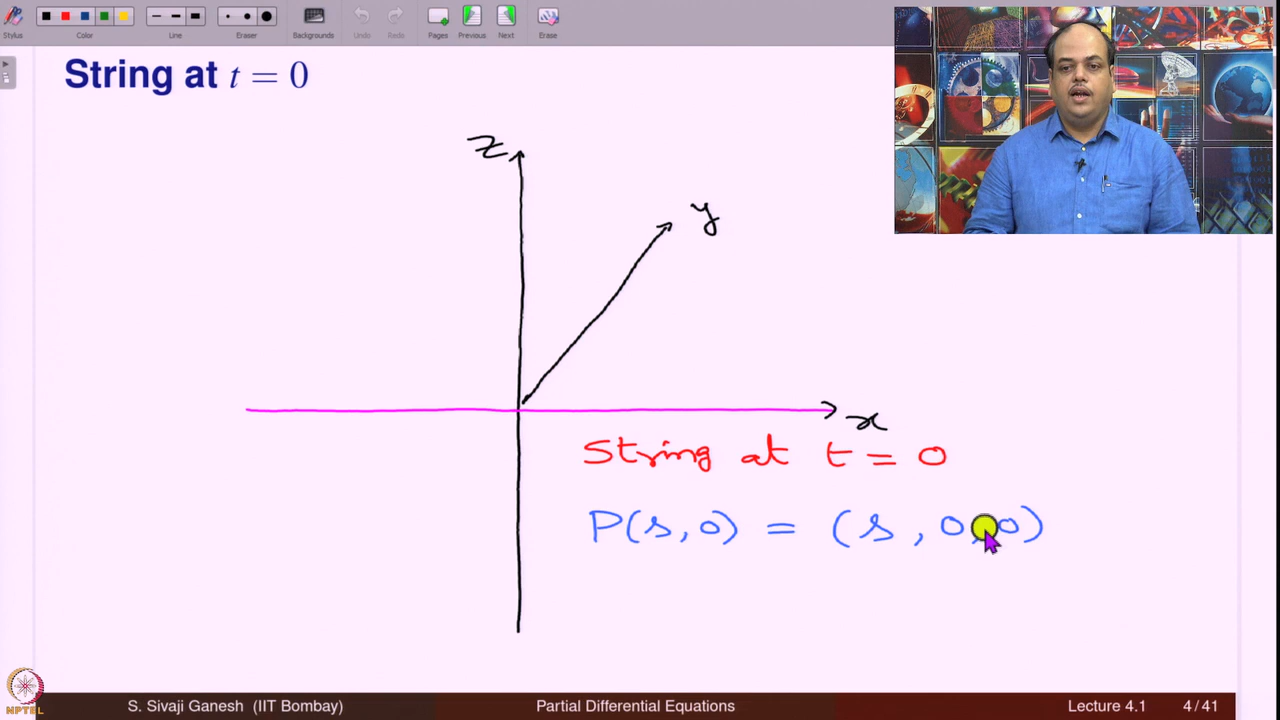 Stylus
Color
Line
Eraser
Backgrounds
Undo
Redo
Pages
Previous
Next
Erase
String at t = 0
z
y
x
String at t = 0
P(s, 0) = (s, 0, 0)
NPTEL
S. Sivaji Ganesh (IIT Bombay)
Partial Differential Equations
Lecture 4.1
4 / 41